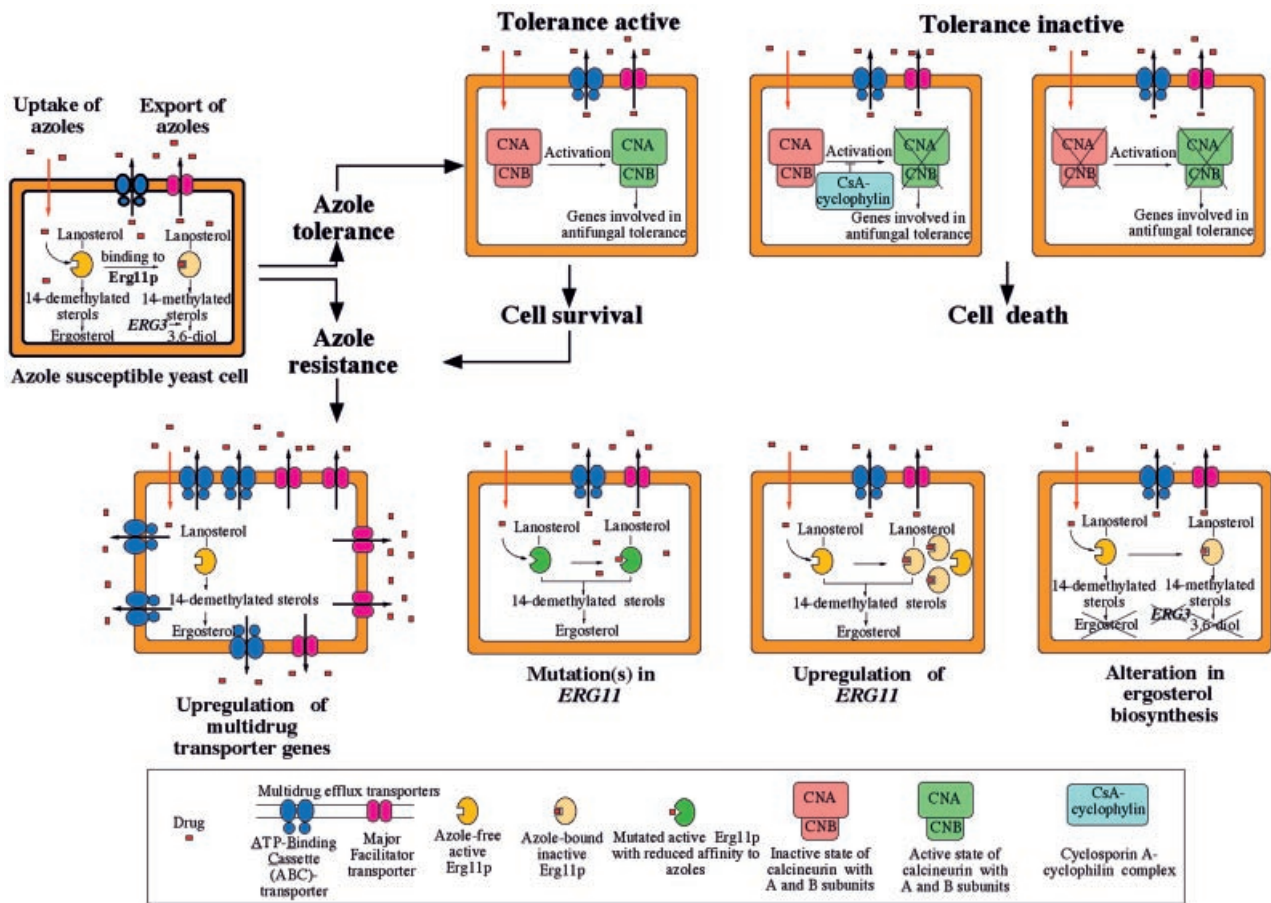 Tolerance active
Tolerance inactive
Uptake of
azoles
Export of
azoles
Lanosterol
Lanosterol
binding to
Erg11p
14-demethylated
sterols
14-methylated
sterols
ERG3
Ergosterol
3,6-diol
Azole susceptible yeast cell
Azole
tolerance
Azole
resistance
CNA
CNB
Activation
CNA
CNB
Genes involved in
antifungal tolerance
Cell survival
CNA
CNB
Activation
CsA-
cyclophylin
CNA
CNB
Genes involved in
antifungal tolerance
CNA
CNB
Activation
CNA
CNB
Genes involved in
antifungal tolerance
Cell death
Lanosterol
14-demethylated sterols
Ergosterol
Upregulation of
multidrug
transporter genes
Lanosterol
Lanosterol
14-demethylated sterols
Ergosterol
Mutation(s) in
ERG11
Lanosterol
Lanosterol
14-demethylated sterols
Ergosterol
Upregulation of
ERG11
Lanosterol
Lanosterol
14-demethylated
sterols
14-methylated
sterols
ERG3
Ergosterol
3,6-diol
Alteration in
ergosterol
biosynthesis
Drug
Multidrug efflux transporters
ATP-Binding
Cassette
(ABC)-
transporter
Major
Facilitator
transporter
Azole-free
active
Erg11p
Azole-bound
inactive
Erg11p
Mutated active Erg11p
with reduced affinity to
azoles
CNA
CNB
Inactive state of
calcineurin with
A and B subunits
CNA
CNB
Active state of
calcineurin with
A and B subunits
CsA-
cyclophylin
Cyclosporin A-
cyclophilin complex